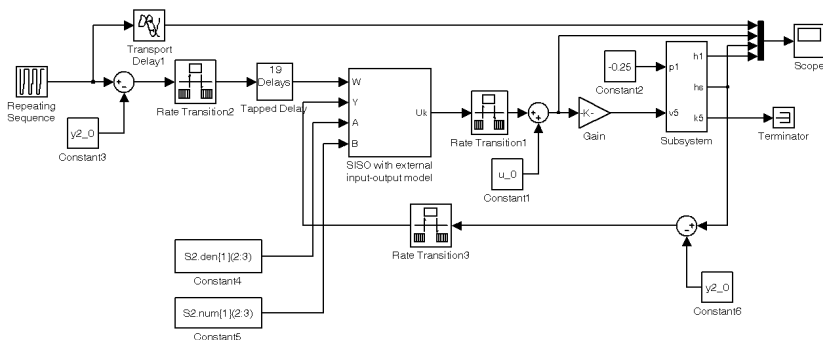 Transport
Delay1
Repeating
Sequence
y2_0
Constant3
Rate Transition2
19
Delays
Tapped Delay
W
Y
A
B
Uk
SISO with external
input-output model
Rate Transition1
u_0
Constant1
-K-
Gain
-0.25
Constant2
p1
v5
h1
hs
k5
Subsystem
Scope
Terminator
Rate Transition3
y2_0
Constant6
S2.den{1}(2:3)
Constant4
S2.num{1}(2:3)
Constant5